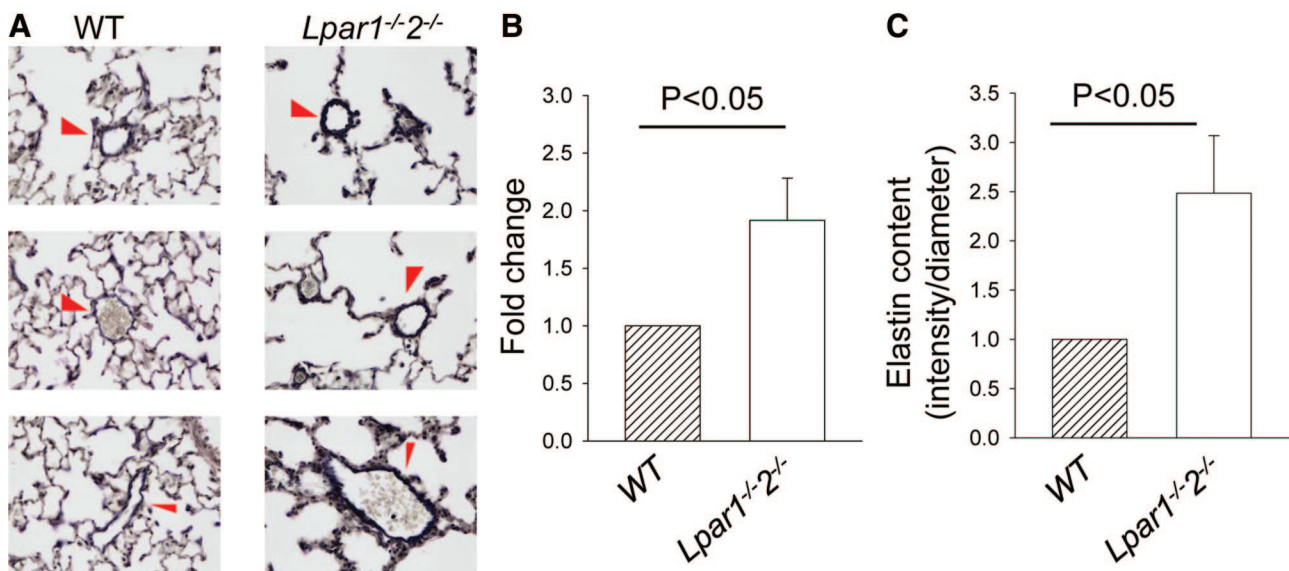 A
WT
Lpar1-/-2-/-
B
Fold change
3.0
2.5
2.0
1.5
1.0
0.5
0.0
P<0.05
WT
Lpar1-/-2-/-
C
Elastin content
(intensity/diameter)
3.5
3.0
2.5
2.0
1.5
1.0
0.5
0.0
P<0.05
WT
Lpar1-/-2-/-